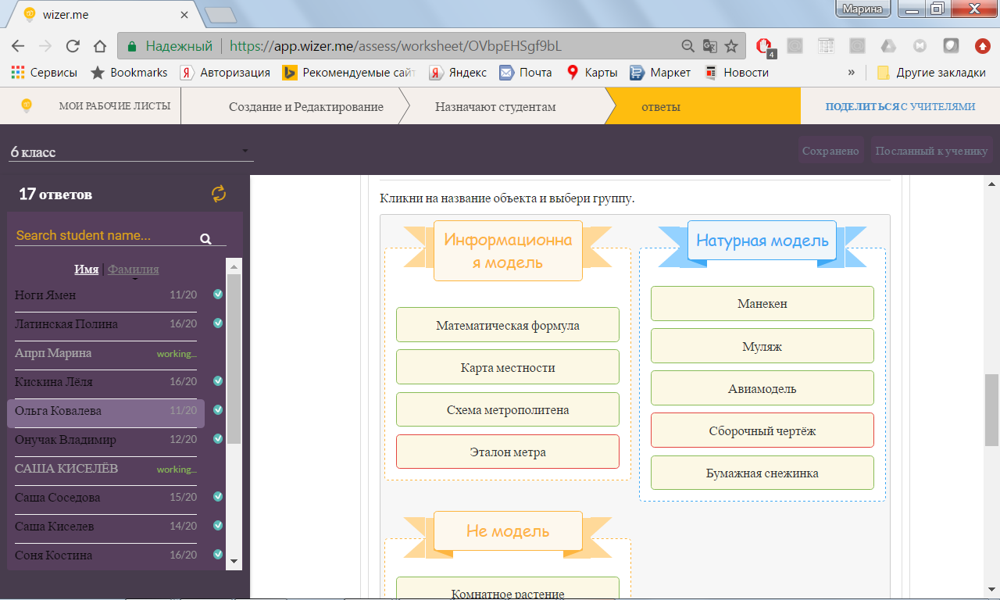 wizer.me
Марина
Надежный
https://app.wizer.me/assess/worksheet/OVbpEHSgf9bL
4
Сервисы
Bookmarks
Авторизация
Рекомендуемые сайт
Яндекс
Почта
Карты
Маркет
Новости
»
Другие закладки
МОИ РАБОЧИЕ ЛИСТЫ
Создание и Редактирование
Назначают студентам
ответы
ПОДЕЛИТЬСЯ С УЧИТЕЛЯМИ
6 класс
Сохранено
Посланный к ученику
17 ответов
Search student name...
Имя | Фамилия
Ноги Ямен 11/20
Латинская Полина 16/20
Апрп Марина working...
Кискина Лёля 16/20
Ольга Ковалева 11/20
Онучак Владимир 12/20
САША КИСЕЛЁВ working...
Саша Соседова 15/20
Саша Киселев 14/20
Соня Костина 16/20
Кликни на название объекта и выбери группу.
Информационна
я модель
Математическая формула
Карта местности
Схема метрополитена
Эталон метра
Натурная модель
Манекен
Муляж
Авиамодель
Сборочный чертёж
Бумажная снежинка
Не модель
Комнатное растение